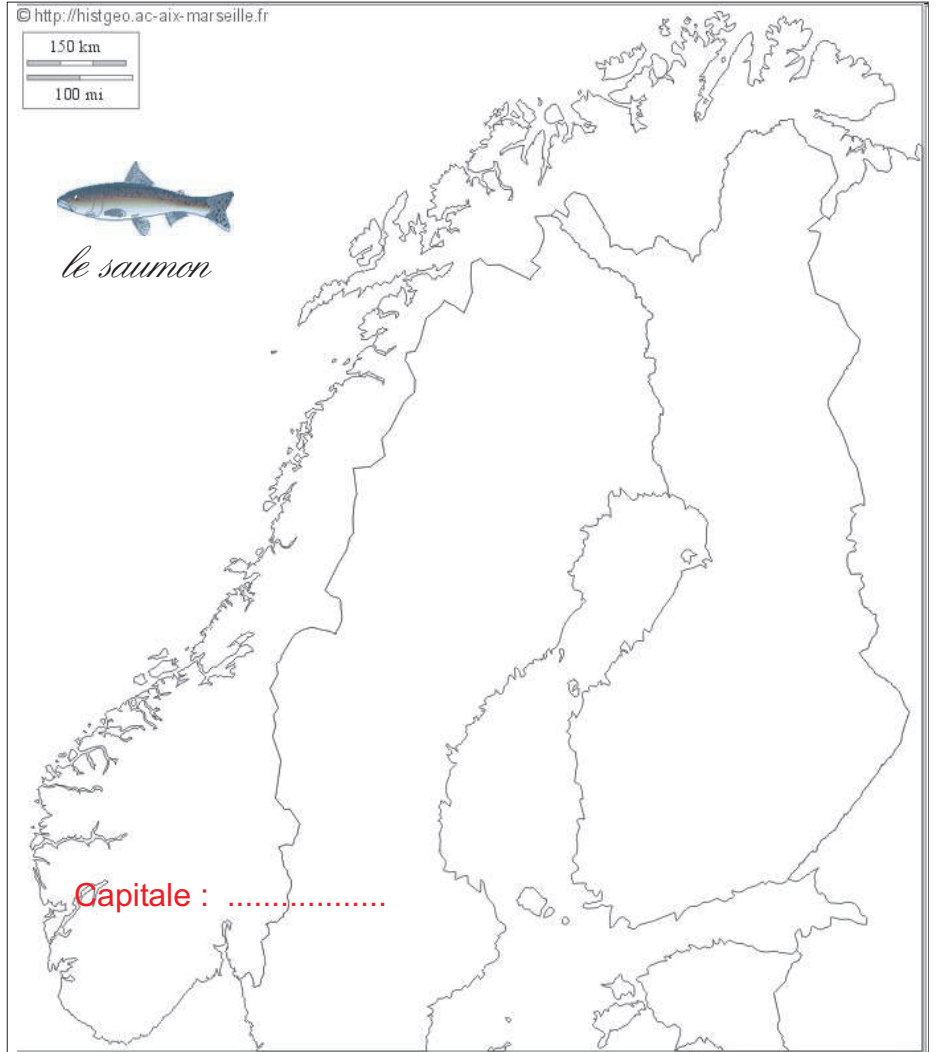 © http://histgeo.ac-aix-marseille.fr
150 km
100 mi
le saumon
Capitale : ..................